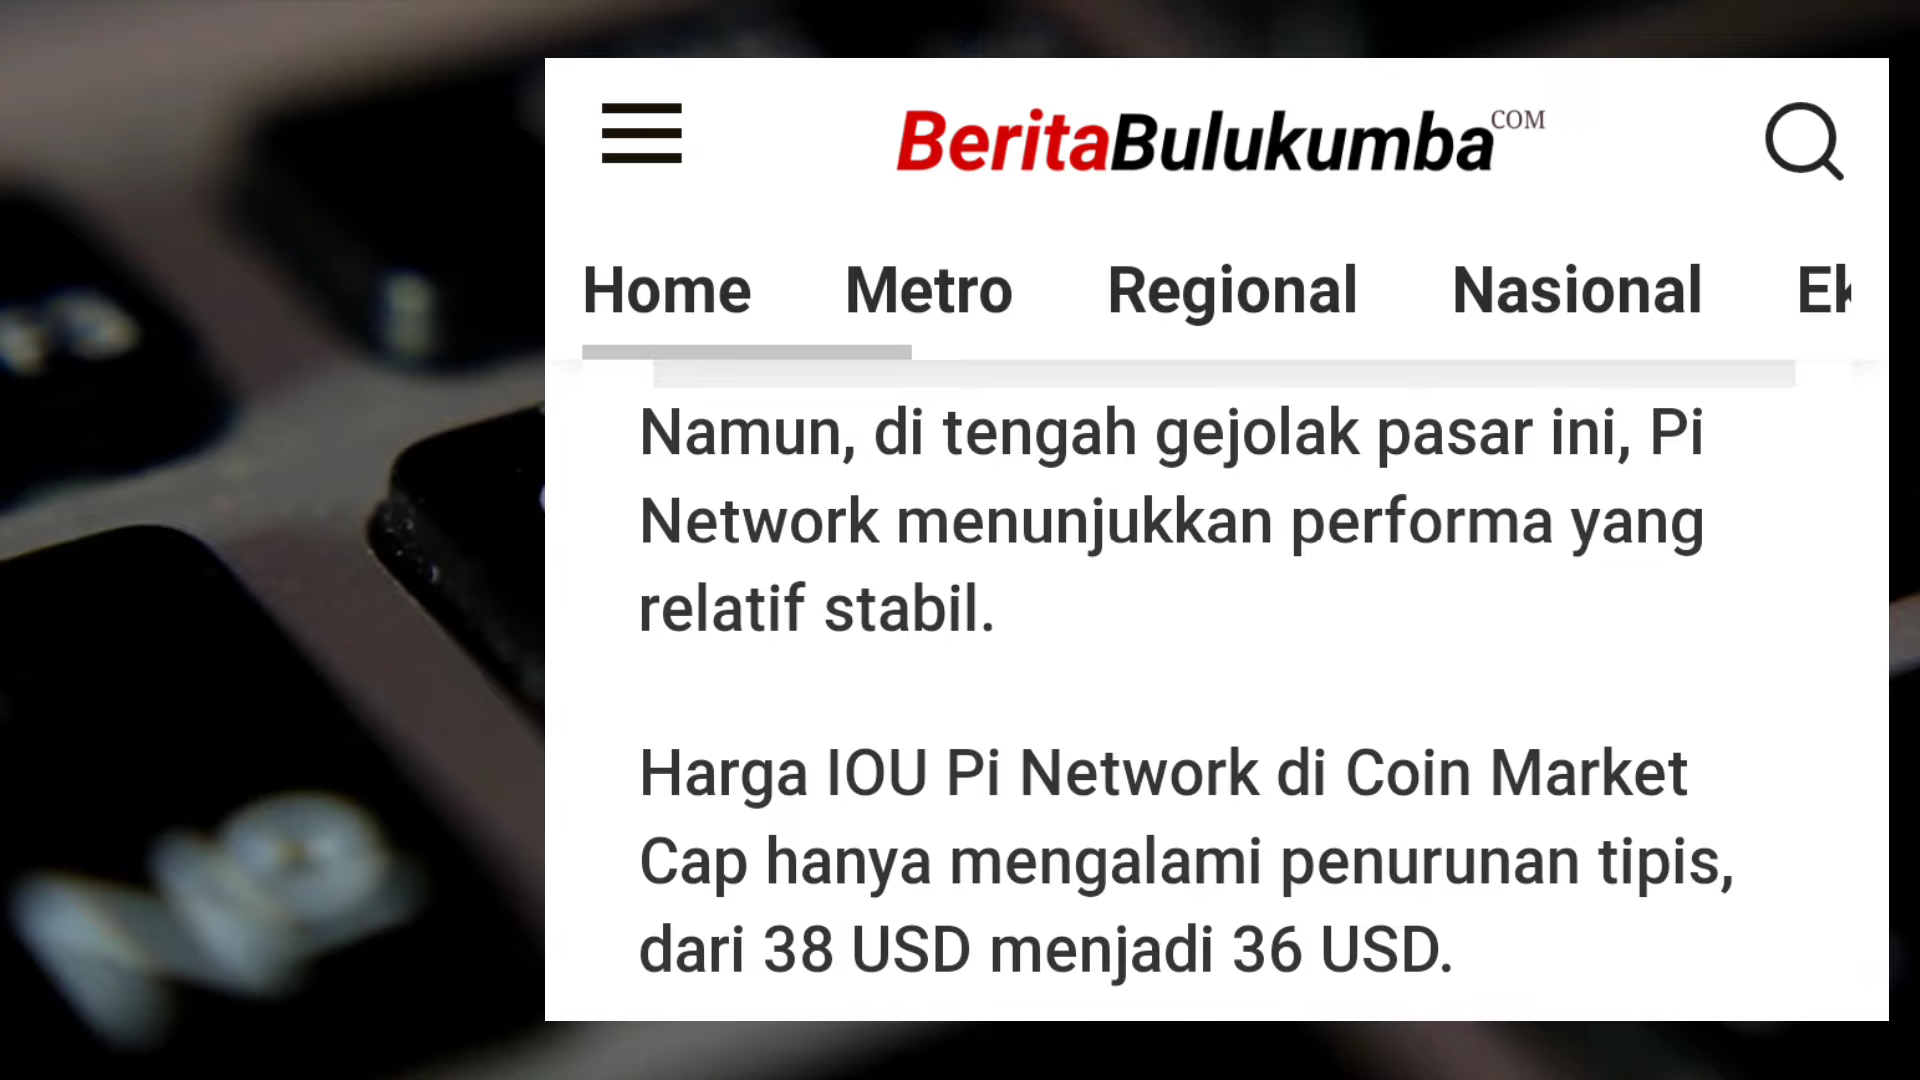 BeritaBulukumba COM
Home Metro Regional Nasional Ek
Namun, di tengah gejolak pasar ini, Pi
Network menunjukkan performa yang
relatif stabil.
Harga IOU Pi Network di Coin Market
Cap hanya mengalami penurunan tipis,
dari 38 USD menjadi 36 USD.